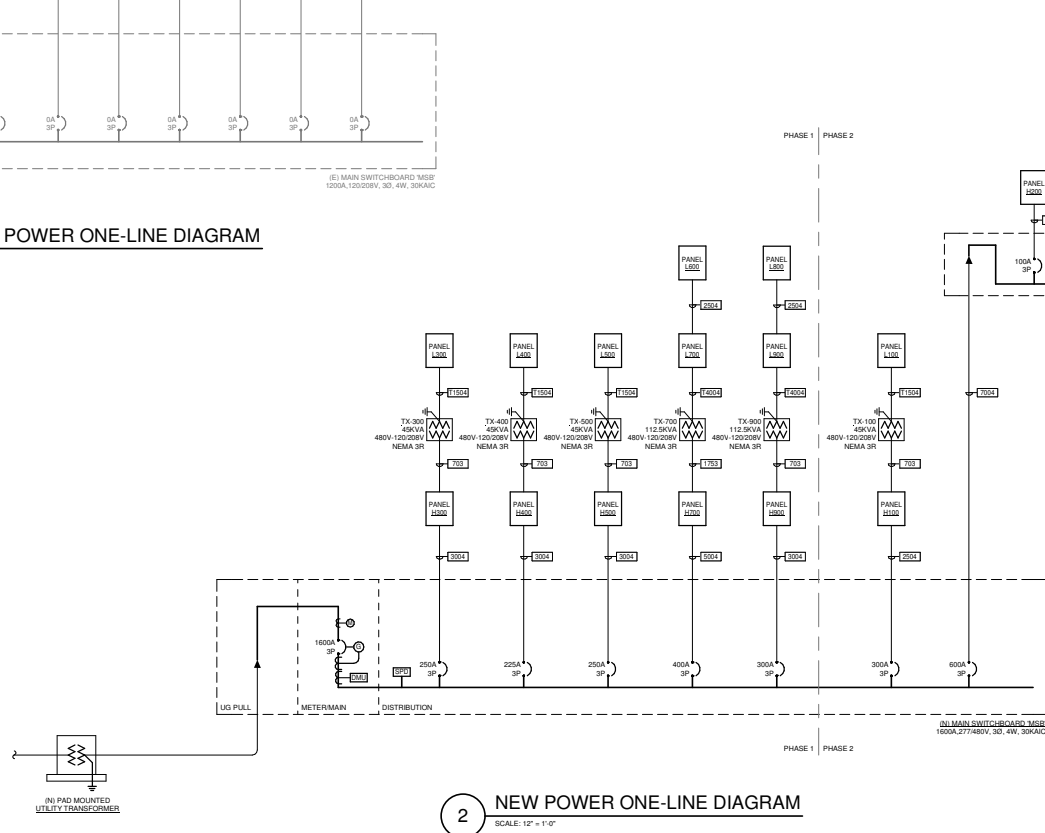 0A
3P
0A
3P
0A
3P
0A
3P
0A
3P
0A
3P
(E) MAIN SWITCHBOARD 'MSB'
1200A,120/208V, 3Ø, 4W, 30KAIC
POWER ONE-LINE DIAGRAM
PHASE 1 | PHASE 2
PANEL
H200
100A
3P
PANEL
L600
PANEL
L800
2504
2504
PANEL
L300
PANEL
L400
PANEL
L500
PANEL
L700
PANEL
L900
PANEL
L100
T1504
T1504
T1504
T4004
T4004
T1504
7004
TX-300
45KVA
480V-120/208V
NEMA 3R
TX-400
45KVA
480V-120/208V
NEMA 3R
TX-500
45KVA
480V-120/208V
NEMA 3R
TX-700
112.5KVA
480V-120/208V
NEMA 3R
TX-900
112.5KVA
480V-120/208V
NEMA 3R
TX-100
45KVA
480V-120/208V
NEMA 3R
703
703
703
1753
703
703
PANEL
H300
PANEL
H400
PANEL
H500
PANEL
H700
PANEL
H900
PANEL
H100
3004
3004
3004
5004
3004
2504
M
1600A
3P
G
DMU
SPD
250A
3P
225A
3P
250A
3P
400A
3P
300A
3P
300A
3P
600A
3P
UG PULL
METER/MAIN
DISTRIBUTION
(N) MAIN SWITCHBOARD 'MSB'
1600A,277/480V, 3Ø, 4W, 30KAIC
PHASE 1 | PHASE 2
(N) PAD MOUNTED
UTILITY TRANSFORMER
2
NEW POWER ONE-LINE DIAGRAM
SCALE: 12" = 1'-0"